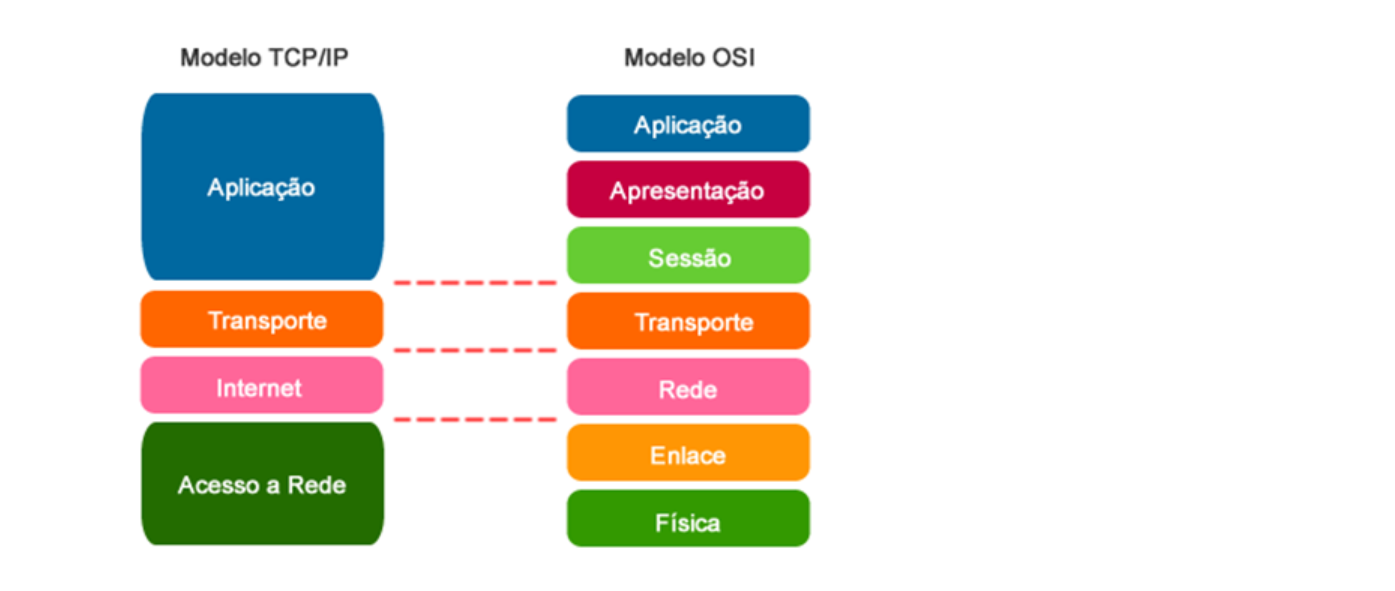 Modelo TCP/IP
Modelo OSI
Aplicação
Transporte
Internet
Acesso a Rede
Aplicação
Apresentação
Sessão
Transporte
Rede
Enlace
Física